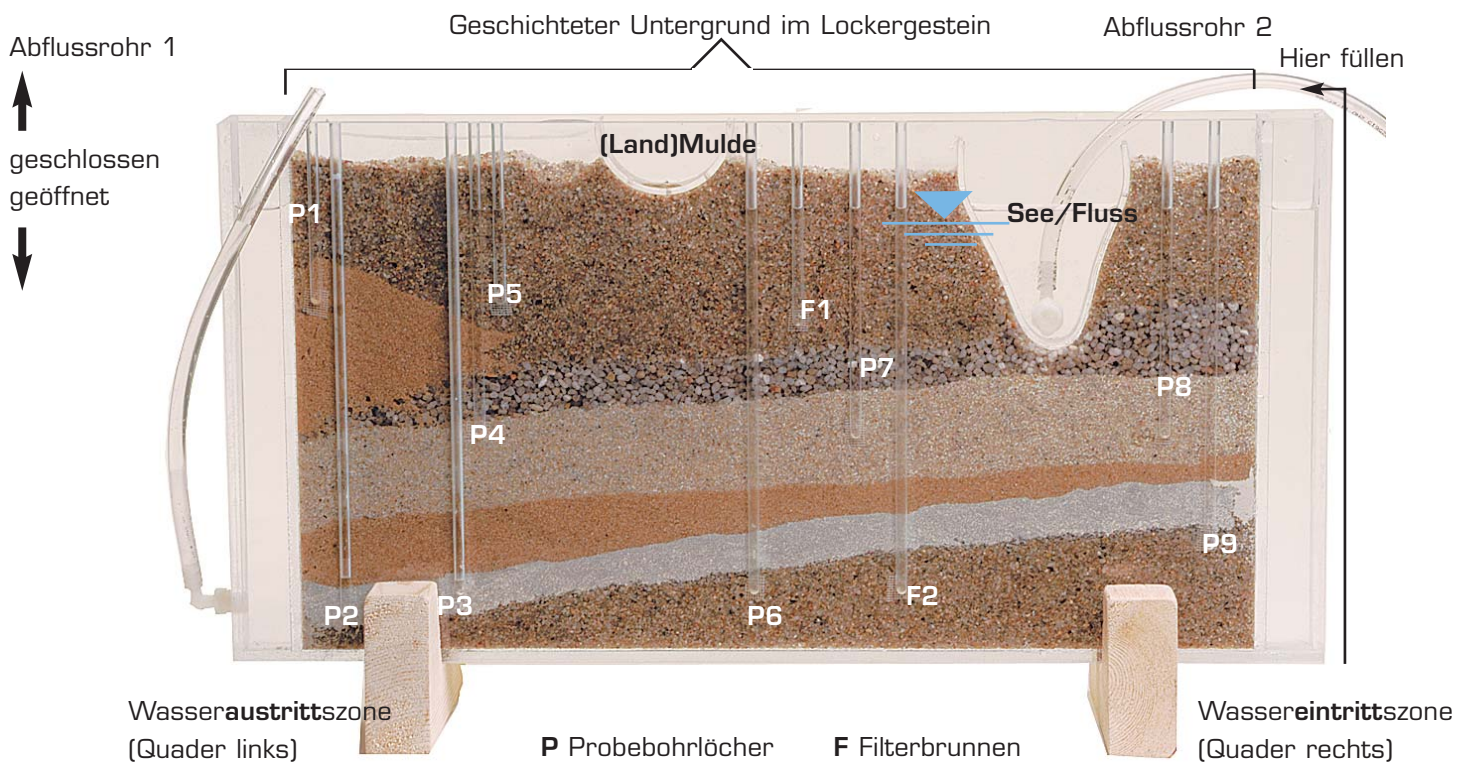 Geschichteter Untergrund im Lockergestein
Abflussrohr 2
Abflussrohr 1
Hier füllen
geschlossen
geöffnet
(Land)Mulde
P1
See/Fluss
P5
F1
P7
P8
P4
P9
P2
P3
P6
F2
Wasseraustrittszone
(Quader links)
P Probebohrlöcher
F Filterbrunnen
Wassereintrittszone
(Quader rechts)